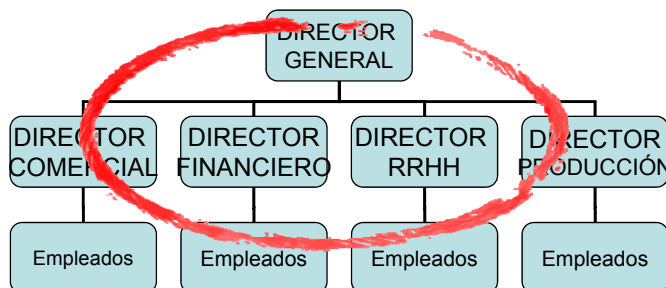 DIRECTOR
GENERAL
DIRECTOR
COMERCIAL
DIRECTOR
FINANCIERO
DIRECTOR
RRHH
DIRECTOR
PRODUCCIÓN
Empleados
Empleados
Empleados
Empleados